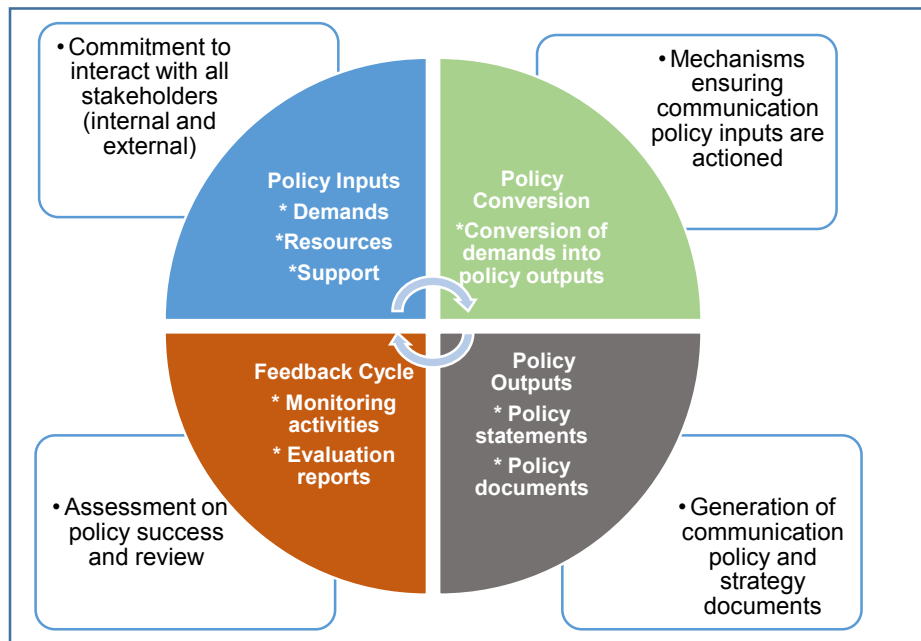 • Commitment to
interact with all
stakeholders
(internal and
external)
• Mechanisms
ensuring
communication
policy inputs are
actioned
Policy Inputs
* Demands
*Resources
*Support
Policy
Conversion
*Conversion of
demands into
policy outputs
Feedback Cycle
* Monitoring
activities
* Evaluation
reports
Policy
Outputs
* Policy
statements
* Policy
documents
• Assessment on
policy success
and review
• Generation of
communication
policy and
strategy
documents